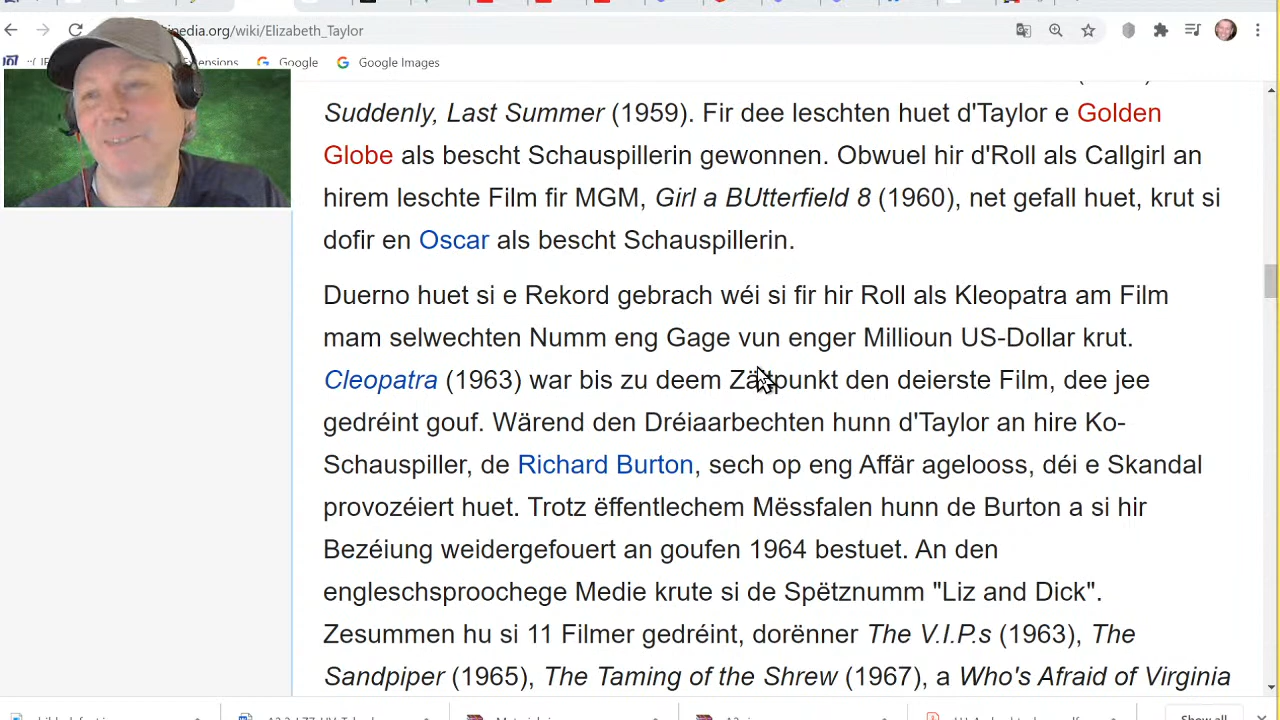 pedia.org/wiki/Elizabeth_Taylor
Extensions Google Google Images
Suddenly, Last Summer (1959). Fir dee leschten huet d'Taylor e Golden
Globe als bescht Schauspillerin gewonnen. Obwuel hir d'Roll als Callgirl an
hirem leschte Film fir MGM, Girl a BUtterfield 8 (1960), net gefall huet, krut si
dofir en Oscar als bescht Schauspillerin.
Duerno huet si e Rekord gebrach wéi si fir hir Roll als Kleopatra am Film
mam selwechten Numm eng Gage vun enger Millioun US-Dollar krut.
Cleopatra (1963) war bis zu deem Zäitpunkt den deierste Film, dee jee
gedréint gouf. Wärend den Dréiaarbechten hunn d'Taylor an hire Ko-
Schauspiller, de Richard Burton, sech op eng Affär agelooss, déi e Skandal
provozéiert huet. Trotz ëffentlechem Mëssfalen hunn de Burton a si hir
Bezéiung weidergefouert an goufen 1964 bestuet. An den
engleschsproochege Medie krute si de Spëtznumm "Liz and Dick".
Zesummen hu si 11 Filmer gedréint, dorënner The V.I.P.s (1963), The
Sandpiper (1965), The Taming of the Shrew (1967), a Who's Afraid of Virginia
Show all